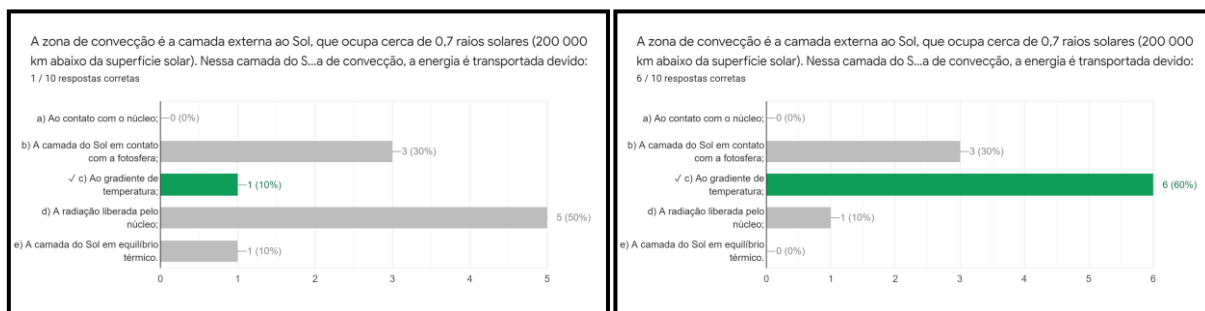 A zona de convecção é a camada externa ao Sol, que ocupa cerca de 0,7 raios solares (200 000
km abaixo da superfície solar). Nessa camada do S...a de convecção, a energia é transportada devido:
1 / 10 respostas corretas
a) Ao contato com o núcleo;
0 (0%)
b) A camada do Sol em contato
com a fotosfera;
3 (30%)
✓ c) Ao gradiente de
temperatura;
1 (10%)
d) A radiação liberada pelo
núcleo;
5 (50%)
e) A camada do Sol em equilíbrio
térmico.
1 (10%)
0 1 2 3 4 5
A zona de convecção é a camada externa ao Sol, que ocupa cerca de 0,7 raios solares (200 000
km abaixo da superfície solar). Nessa camada do S...a de convecção, a energia é transportada devido:
6 / 10 respostas corretas
a) Ao contato com o núcleo;
0 (0%)
b) A camada do Sol em contato
com a fotosfera;
3 (30%)
✓ c) Ao gradiente de
temperatura;
6 (60%)
d) A radiação liberada pelo
núcleo;
1 (10%)
e) A camada do Sol em equilíbrio
térmico.
0 (0%)
0 1 2 3 4 5 6